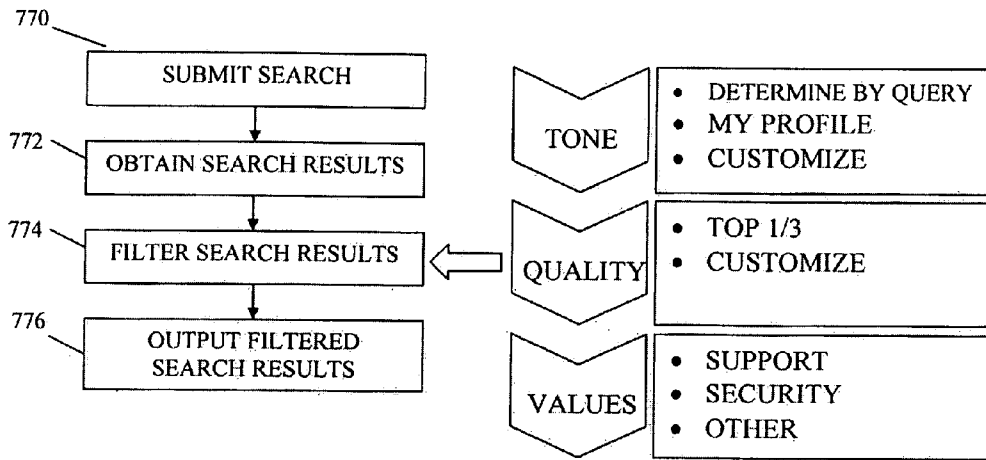 770
SUBMIT SEARCH
772
OBTAIN SEARCH RESULTS
774
FILTER SEARCH RESULTS
776
OUTPUT FILTERED
SEARCH RESULTS
TONE
• DETERMINE BY QUERY
• MY PROFILE
• CUSTOMIZE
QUALITY
• TOP 1/3
• CUSTOMIZE
VALUES
• SUPPORT
• SECURITY
• OTHER